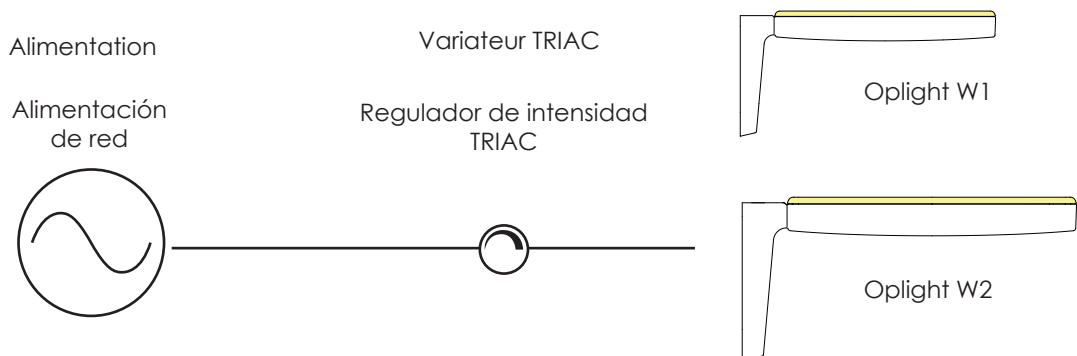 Alimentation
Alimentación
de red
Variateur TRIAC
Regulador de intensidad
TRIAC
Oplight W1
Oplight W2